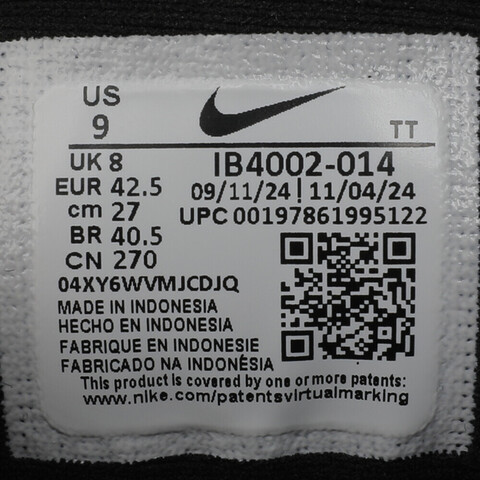 US
9
TT
UK 8
EUR 42.5
cm 27
BR 40.5
CN 270
IB4002-014
09/11/24 | 11/04/24
UPC 00197861995122
04XY6WVMJCDJQ
MADE IN INDONESIA
HECHO EN INDONESIA
FABRIQUE EN INDONESIE
FABRICADO NA INDONÉSIA
This product is covered by one or more patents:
www.nike.com/patentsvirtualmarking